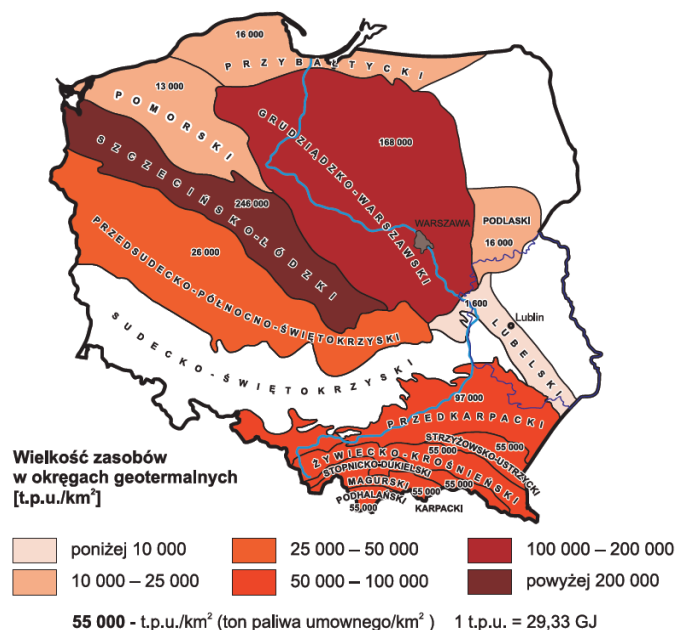 16 000
PRZYBAŁTYCKI
13 000
POMORSKI
168 000
GRUDZIĄDZKO-WARSZAWSKI
SZCZECIŃSKO-ŁÓDZKI
246 000
WARSZAWA
PODLASKI
16 000
26 000
PRZEDSUDECKO-PÓŁNOCNO-ŚWIĘTOKRZYSKI
1 600
Lublin
LUBELSKI
SUDECKO-ŚWIĘTOKRZYSKI
97 000
PRZEDKARPACKI
STRZYŻOWSKO-USTRZYCKI
55 000
55 000
ŻYWIECKO-KROŚNIEŃSKI
STOPNICKO-DUKIELSKI
55 000
MAGURSKI
55 000
PODHALAŃSKI
55 000
KARPACKI
Wielkość zasobów
w okręgach geotermalnych
[t.p.u./km²]
poniżej 10 000
25 000 – 50 000
100 000 – 200 000
10 000 – 25 000
50 000 – 100 000
powyżej 200 000
55 000 - t.p.u./km² (ton paliwa umownego/km² ) 1 t.p.u. = 29,33 GJ